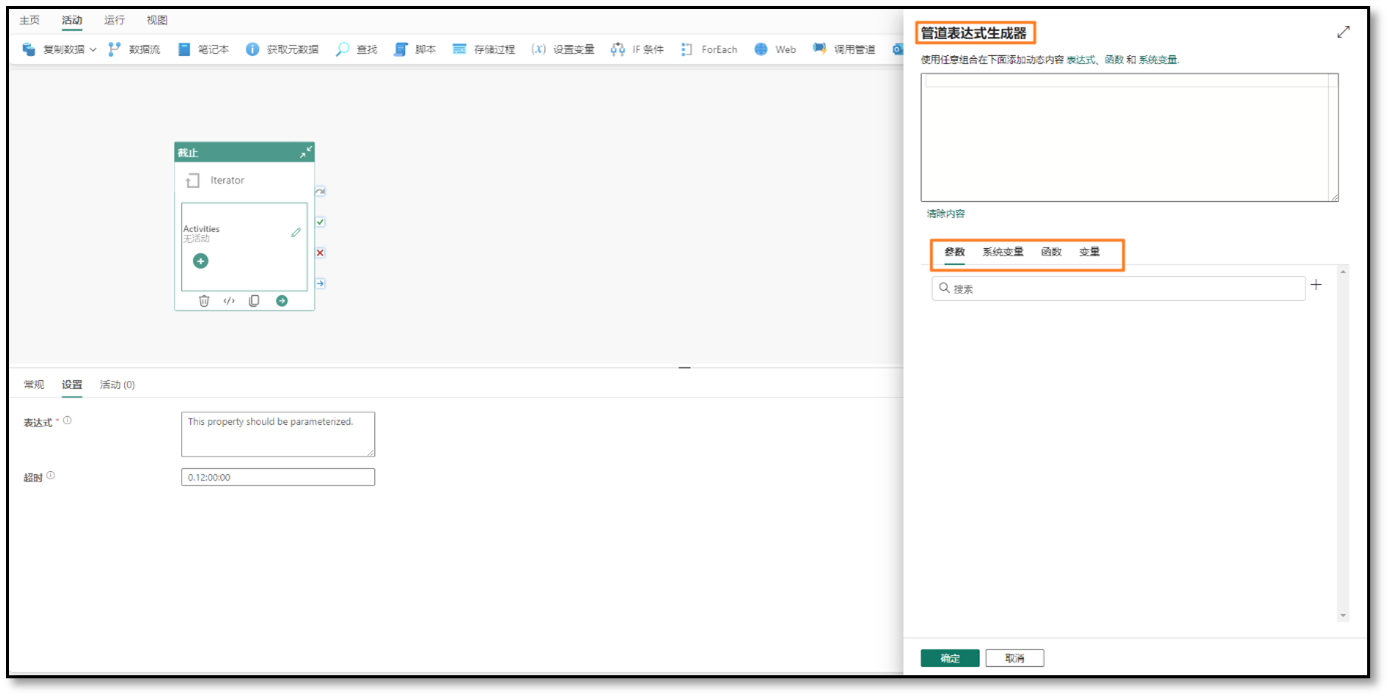 主页 活动 运行 视图
复制数据 数据流 笔记本 获取元数据 查找 脚本 存储过程 (x) 设置变量 IF 条件 ForEach Web 调用管道
截止
Iterator
Activities
无活动
常规 设置 活动 (0)
表达式 *
This property should be parameterized.
超时
0.12:00:00
管道表达式生成器
使用任意组合在下面添加动态内容 表达式、函数 和 系统变量.
清除内容
参数 系统变量 函数 变量
搜素
确定 取消